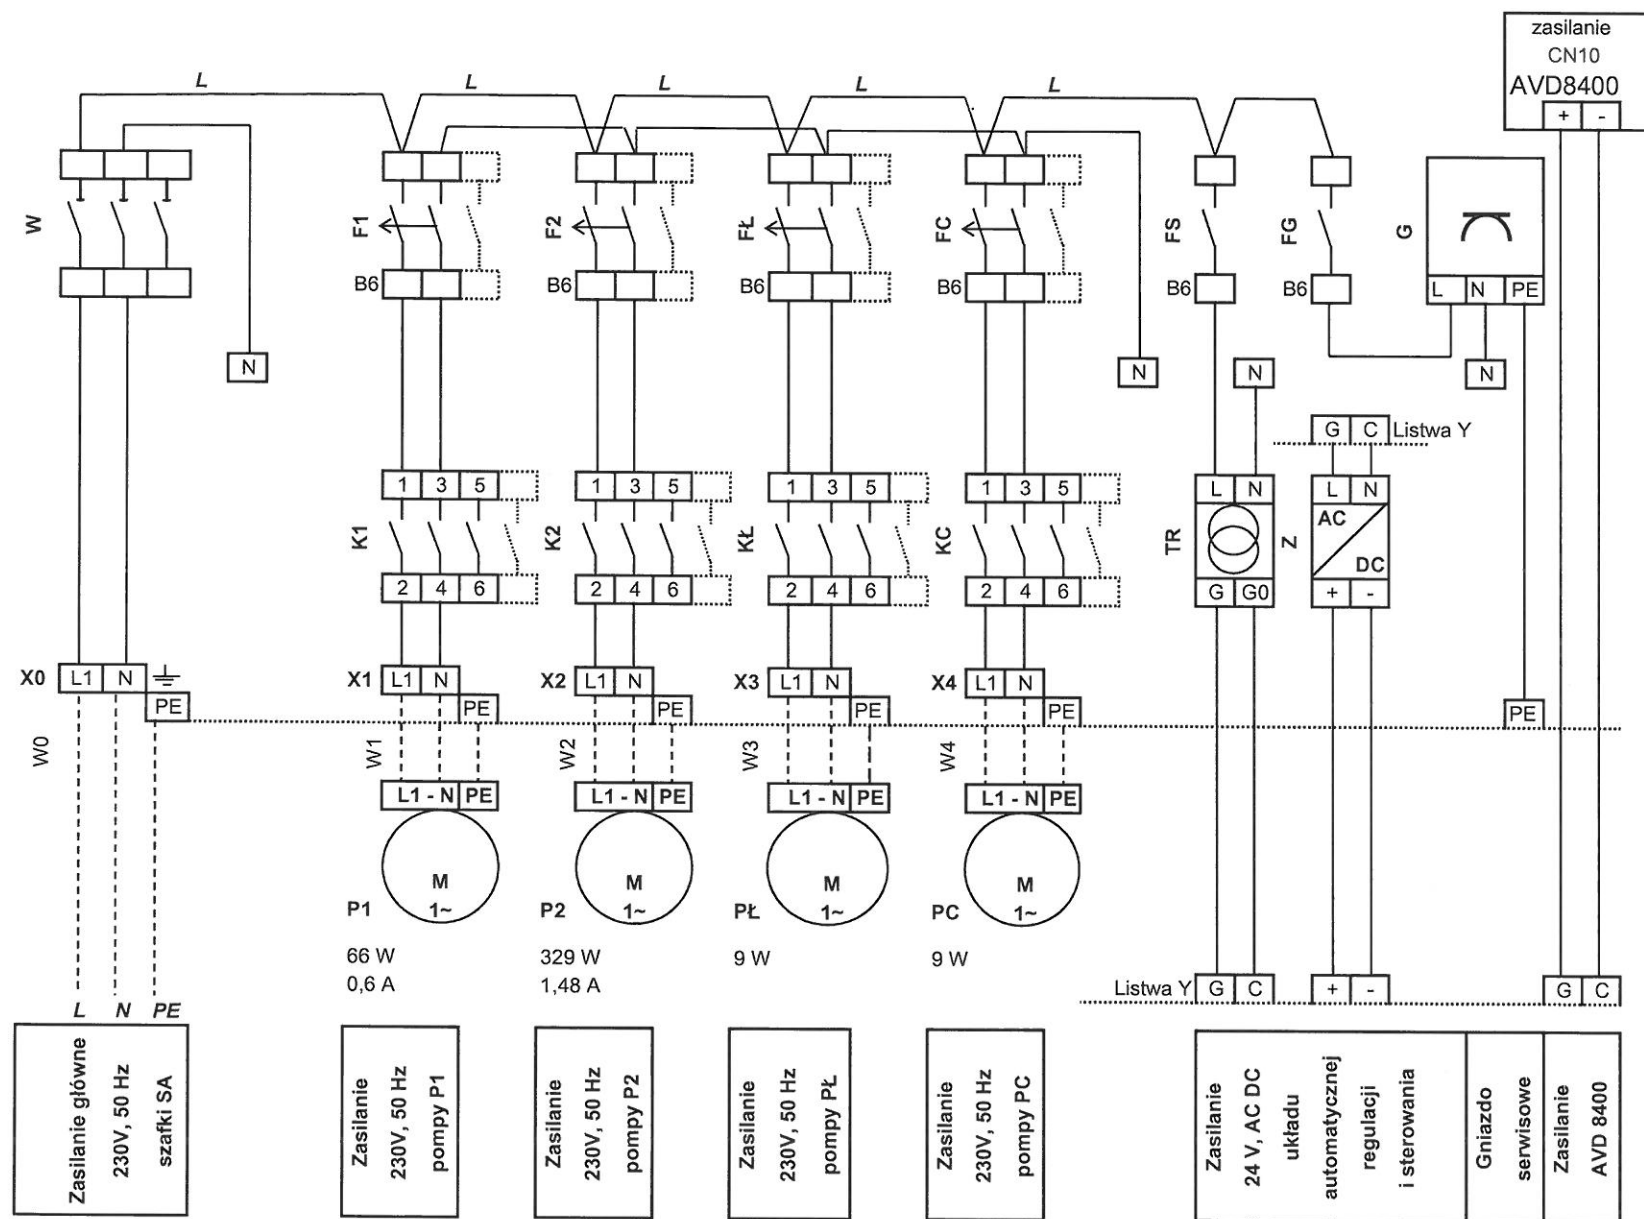 zasilanie
CN10
AVD8400
+ -
L L L L L
W F1 F2 FŁ FC FS FG G
B6 B6 B6 B6 B6 B6
L N PE
N N N
N
G C Listwa Y
1 3 5 1 3 5 1 3 5 1 3 5 L N L N
K1 K2 KŁ KC TR Z AC
DC
2 4 6 2 4 6 2 4 6 2 4 6 G G0 + -
X0 L1 N X1 L1 N X2 L1 N X3 L1 N X4 L1 N
PE PE PE PE PE PE
W0 W1 W2 W3 W4
L1 - N PE L1 - N PE L1 - N PE L1 - N PE
M M M M
P1 1~ P2 1~ PŁ 1~ PC 1~
66 W 329 W 9 W 9 W
0,6 A 1,48 A
Listwa Y G C + - G C
L N PE
Zasilanie główne
230V, 50 Hz
szafki SA
Zasilanie
230V, 50 Hz
pompy P1
Zasilanie
230V, 50 Hz
pompy P2
Zasilanie
230V, 50 Hz
pompy PŁ
Zasilanie
230V, 50 Hz
pompy PC
Zasilanie
24 V, AC DC
układu
automatycznej
regulacji
i sterowania
Gniazdo
serwisowe
Zasilanie
AVD 8400